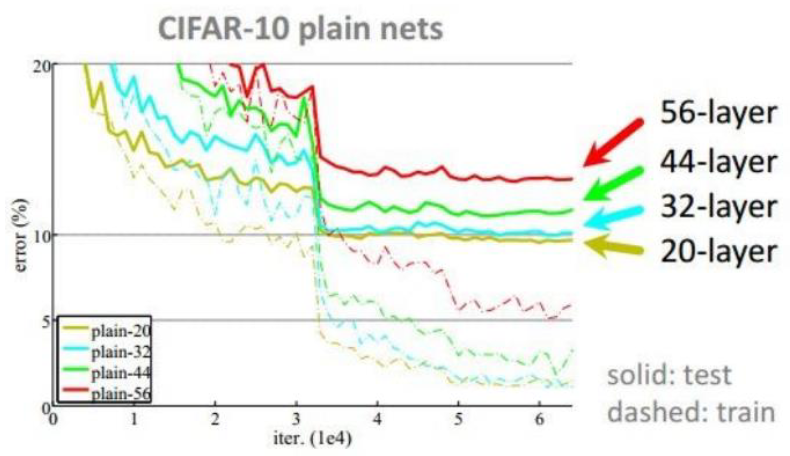 CIFAR-10 plain nets
20
10
5
0
error (%)
plain-20
plain-32
plain-44
plain-56
0 1 2 3 4 5 6
iter. (1e4)
56-layer
44-layer
32-layer
20-layer
solid: test
dashed: train